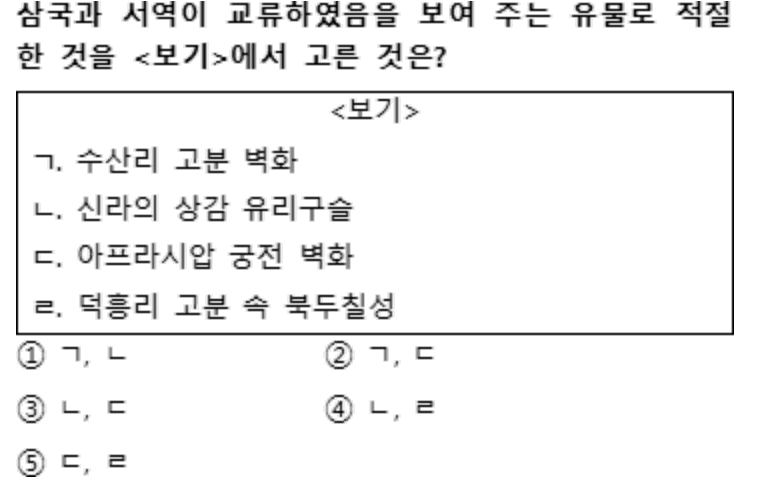 삼국과 서역이 교류하였음을 보여 주는 유물로 적절
한 것을 <보기>에서 고른 것은?
<보기>
ㄱ. 수산리 고분 벽화
ㄴ. 신라의 상감 유리구슬
ㄷ. 아프라시압 궁전 벽화
ㄹ. 덕흥리 고분 속 북두칠성
① ㄱ, ㄴ ② ㄱ, ㄷ
③ ㄴ, ㄷ ④ ㄴ, ㄹ
⑤ ㄷ, ㄹ